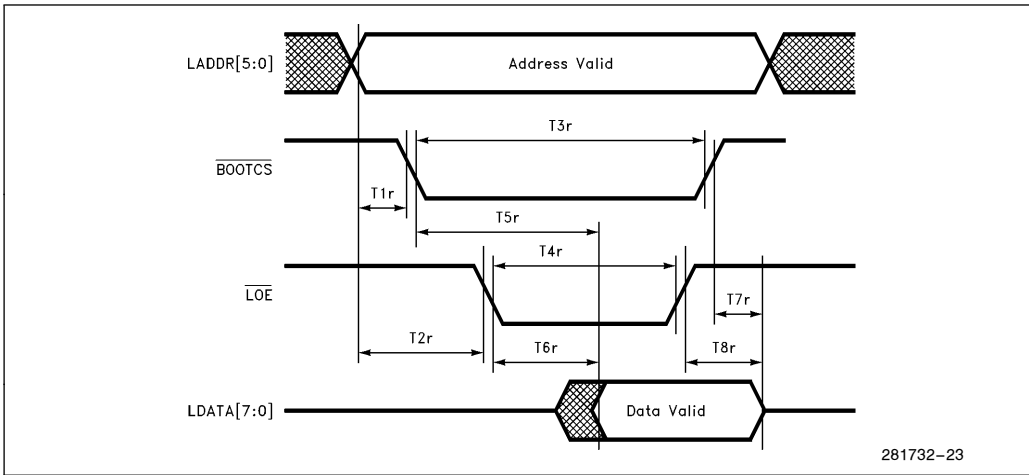 LADDR[5:0]
Address Valid
T3r
BOOTCS
T1r
T5r
T4r
LOE
T7r
T2r
T6r
T8r
LDATA[7:0]
Data Valid
281732-23